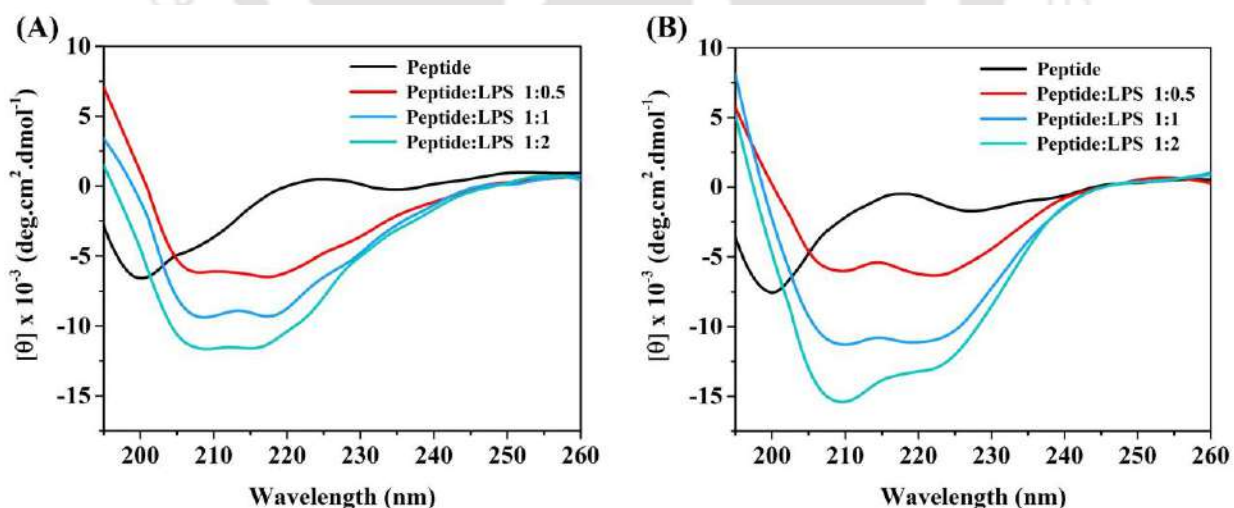 (A)
10
5
0
-5
-10
-15
[θ] x 10⁻³ (deg.cm².dmol⁻¹)
Peptide
Peptide:LPS 1:0.5
Peptide:LPS 1:1
Peptide:LPS 1:2
200 210 220 230 240 250 260
Wavelength (nm)
(B)
10
5
0
-5
-10
-15
[θ] x 10⁻³ (deg.cm².dmol⁻¹)
Peptide
Peptide:LPS 1:0.5
Peptide:LPS 1:1
Peptide:LPS 1:2
200 210 220 230 240 250 260
Wavelength (nm)